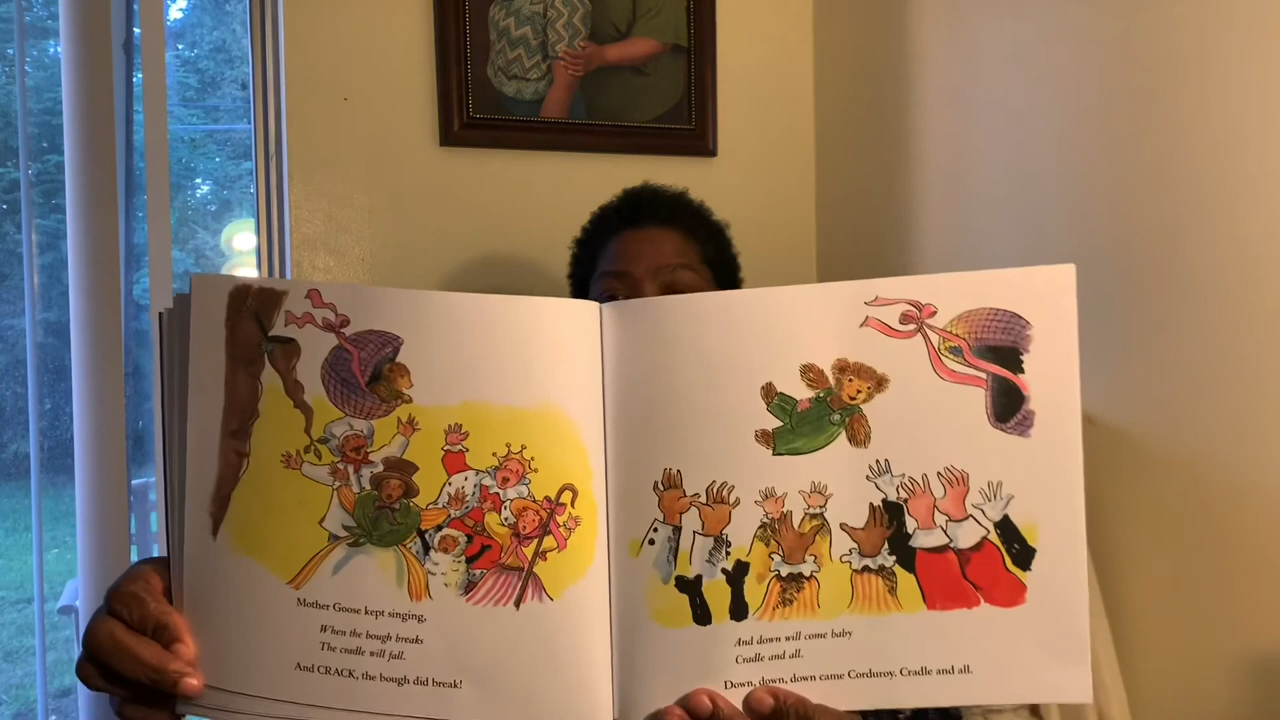 Mother Goose kept singing,
When the bough breaks
The cradle will fall.
And CRACK, the bough did break!
And down will come baby
Cradle and all.
Down, down, down came Corduroy. Cradle and all.